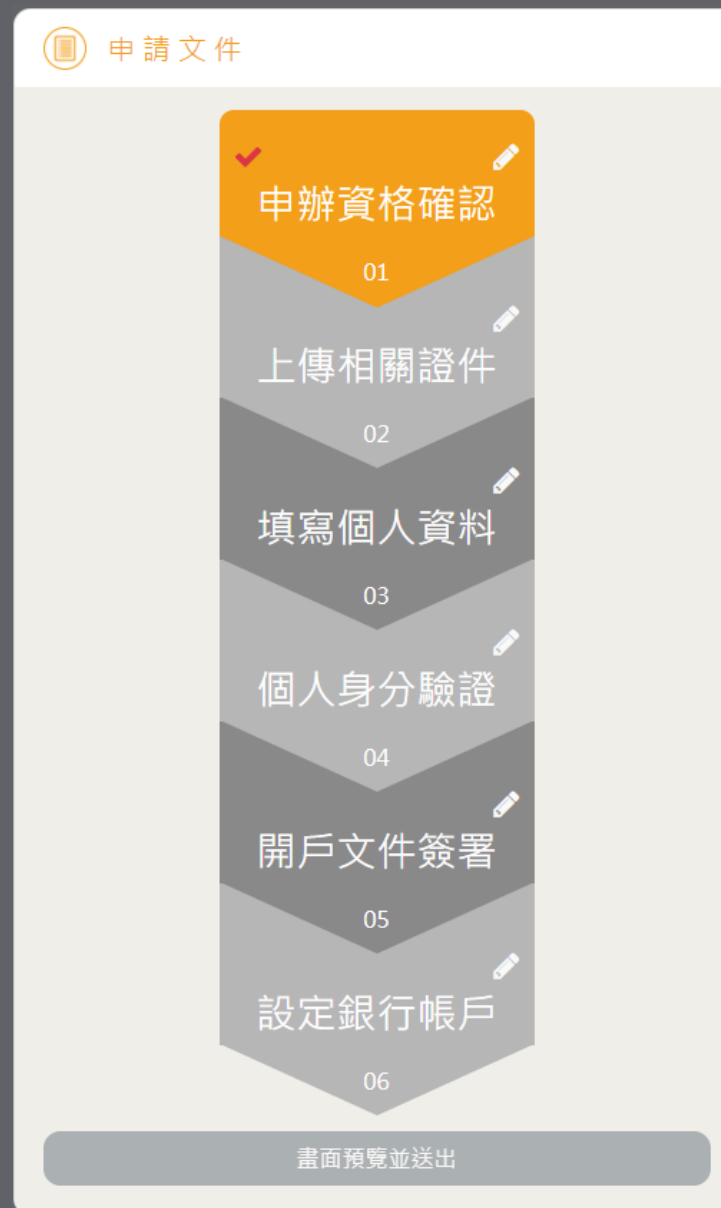 申請文件
申辦資格確認
01
上傳相關證件
02
填寫個人資料
03
個人身分驗證
04
開戶文件簽署
05
設定銀行帳戶
06
畫面預覽並送出